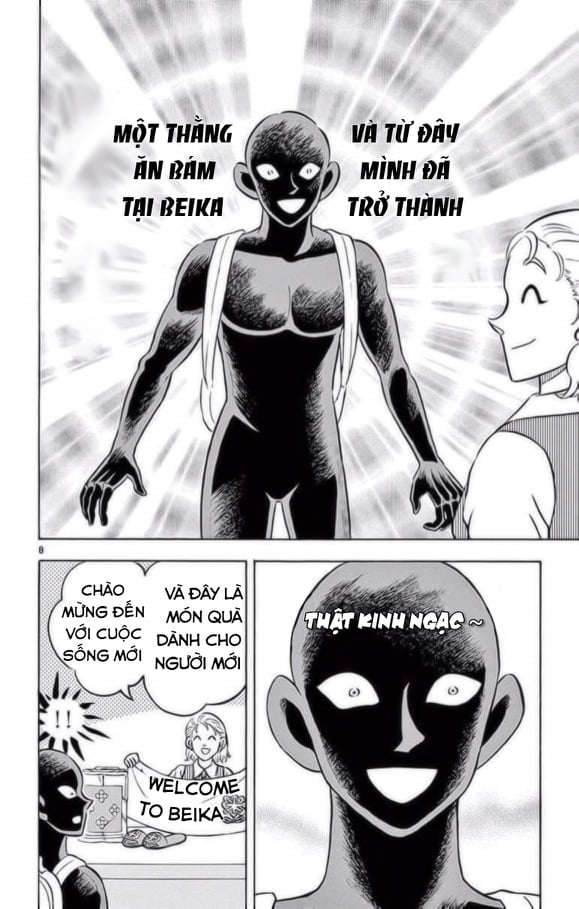 VÀ TỪ ĐÂY
MÌNH ĐÃ
TRỞ THÀNH
MỘT THẰNG
ĂN BÁM
TẠI BEIKA
8
THẬT KINH NGẠC ~
VÀ ĐÂY LÀ
MÓN QUÀ
DÀNH CHO
NGƯỜI MỚI
CHÀO
MỪNG ĐẾN
VỚI CUỘC
SỐNG MỚI
!!
WELCOME
TO BEIKA